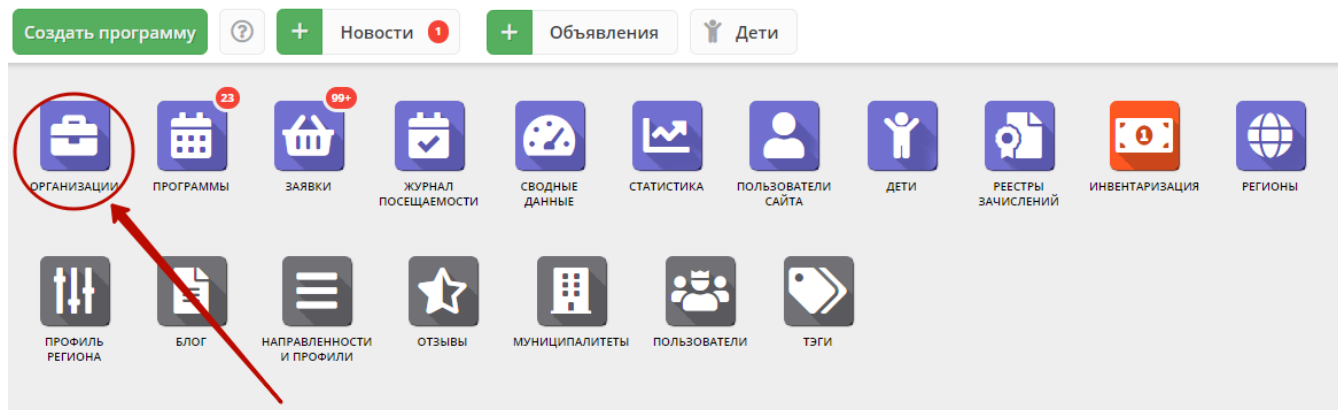 Создать программу
?
+ Новости 1
+ Объявления
Дети
23
99+
1
ОРГАНИЗАЦИИ
ПРОГРАММЫ
ЗАЯВКИ
ЖУРНАЛ
ПОСЕЩАЕМОСТИ
СВОДНЫЕ
ДАННЫЕ
СТАТИСТИКА
ПОЛЬЗОВАТЕЛИ
САЙТА
ДЕТИ
РЕЕСТРЫ
ЗАЧИСЛЕНИЙ
ИНВЕНТАРИЗАЦИЯ
РЕГИОНЫ
ПРОФИЛЬ
РЕГИОНА
БЛОГ
НАПРАВЛЕННОСТИ
И ПРОФИЛИ
ОТЗЫВЫ
МУНИЦИПАЛИТЕТЫ
ПОЛЬЗОВАТЕЛИ
ТЭГИ